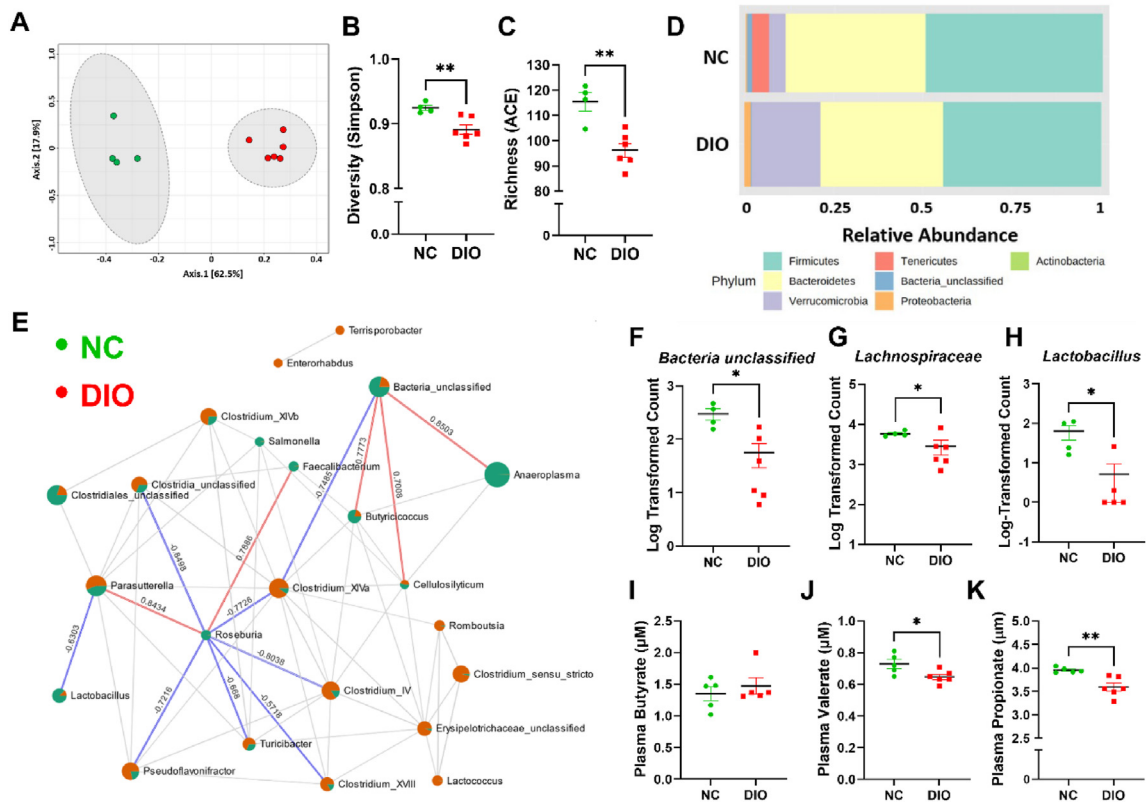 A
1.0
0.5
0
-0.5
-1.0
Axis.2 [17.9%]
-0.4
-0.2
0
0.2
0.4
Axis.1 [62.5%]
B
**
1.0
0.9
0.8
0.0
Diversity (Simpson)
NC
DIO
C
**
130
120
110
100
90
80
0
Richness (ACE)
NC
DIO
D
NC
DIO
0
0.25
0.5
0.75
1
Relative Abundance
Phylum
Firmicutes
Bacteroidetes
Verrucomicrobia
Tenericutes
Bacteria_unclassified
Proteobacteria
Actinobacteria
E
NC
DIO
Terrisporobacter
Enterorhabdus
Bacteria_unclassified
Clostridium_XIVb
Salmonella
Faecalibacterium
Clostridia_unclassified
Clostridiales_unclassified
Anaeroplasma
Butyricicoccus
Parasutterella
Clostridium_XIVa
Cellulosilyticum
Roseburia
Romboutsia
Lactobacillus
Clostridium_IV
Clostridium_sensu_stricto
Turicibacter
Erysipelotrichaceae_unclassified
Pseudoflavonifractor
Clostridium_XVIII
Lactococcus
0.8503
0.7773
0.7008
-0.7485
0.7886
-0.8498
0.8434
-0.7726
-0.6303
-0.8038
-0.7216
-0.668
-0.5718
F
Bacteria unclassified
*
3
2
1
0
Log Transformed Count
NC
DIO
G
Lachnospiraceae
*
5
4
3
2
1
Log Transformed Count
NC
DIO
H
Lactobacillus
*
3
2
1
0
-1
Log-Transformed Count
NC
DIO
I
2.5
2.0
1.5
1.0
0.5
0.0
Plasma Butyrate (μM)
NC
DIO
J
*
1.0
0.8
0.6
0.4
0.2
0.0
Plasma Valerate (μM)
NC
DIO
K
**
5.0
4.5
4.0
3.5
3.0
2.5
0
Plasma Propionate (μm)
NC
DIO